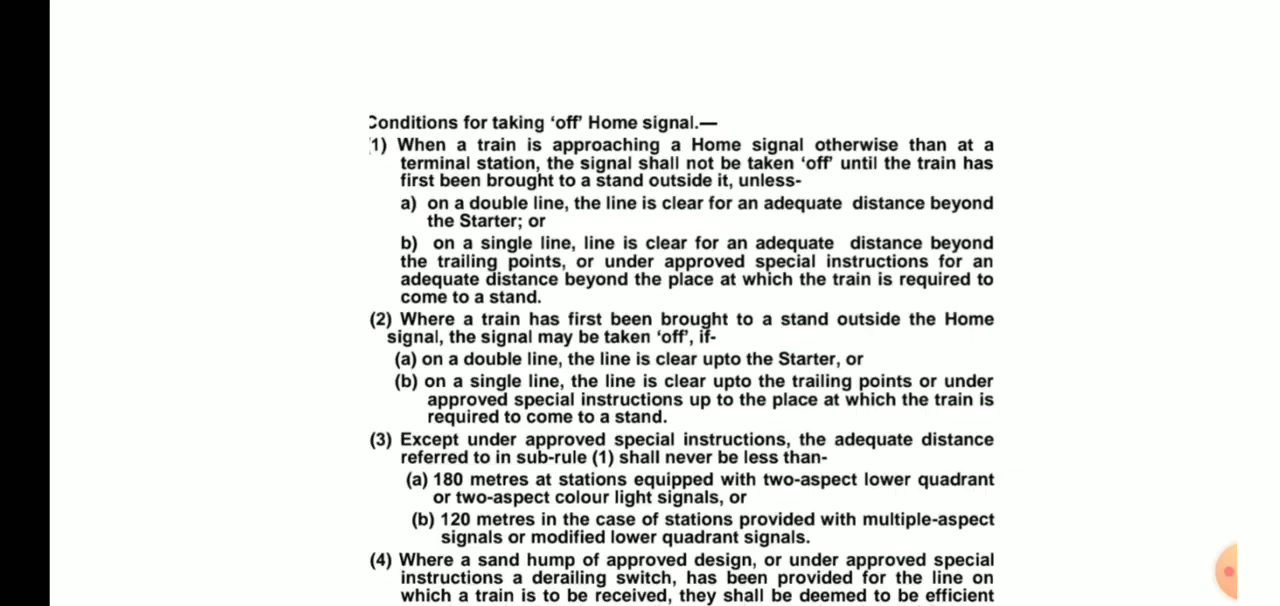 Conditions for taking ‘off’ Home signal.—
(1) When a train is approaching a Home signal otherwise than at a
terminal station, the signal shall not be taken ‘off’ until the train has
first been brought to a stand outside it, unless-
a) on a double line, the line is clear for an adequate distance beyond
the Starter; or
b) on a single line, line is clear for an adequate distance beyond
the trailing points, or under approved special instructions for an
adequate distance beyond the place at which the train is required to
come to a stand.
(2) Where a train has first been brought to a stand outside the Home
signal, the signal may be taken ‘off’, if-
(a) on a double line, the line is clear upto the Starter, or
(b) on a single line, the line is clear upto the trailing points or under
approved special instructions up to the place at which the train is
required to come to a stand.
(3) Except under approved special instructions, the adequate distance
referred to in sub-rule (1) shall never be less than-
(a) 180 metres at stations equipped with two-aspect lower quadrant
or two-aspect colour light signals, or
(b) 120 metres in the case of stations provided with multiple-aspect
signals or modified lower quadrant signals.
(4) Where a sand hump of approved design, or under approved special
instructions a derailing switch, has been provided for the line on
which a train is to be received, they shall be deemed to be efficient